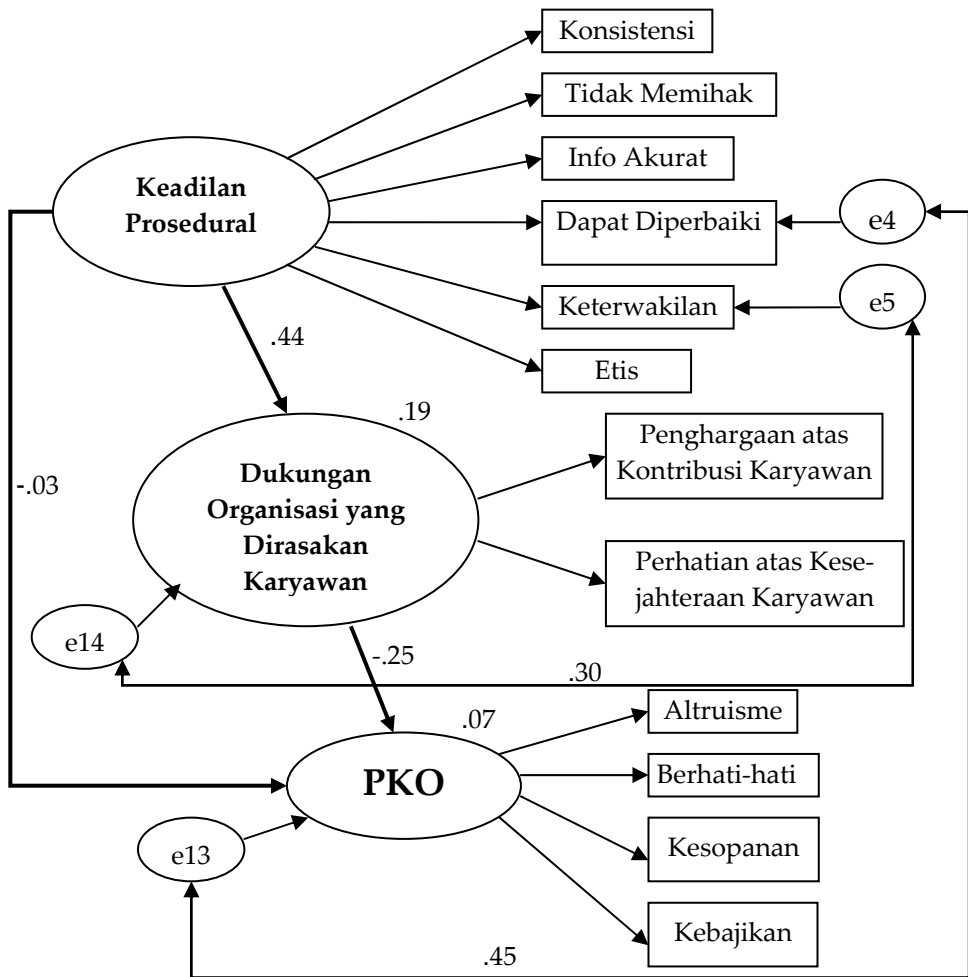 Konsistensi
Tidak Memihak
Info Akurat
Keadilan
Prosedural
Dapat Diperbaiki
e4
Keterwakilan
e5
Etis
.44
.19
-.03
Dukungan
Organisasi yang
Dirasakan
Karyawan
Penghargaan atas
Kontribusi Karyawan
Perhatian atas Kese-
jahteraan Karyawan
e14
-.25
.30
.07
Altruisme
PKO
Berhati-hati
e13
Kesopanan
Kebajikan
.45